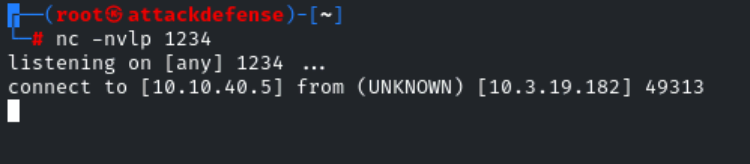 ┌──(root㉿attackdefense)-[~]
└─# nc -nvlp 1234
listening on [any] 1234 ...
connect to [10.10.40.5] from (UNKNOWN) [10.3.19.182] 49313